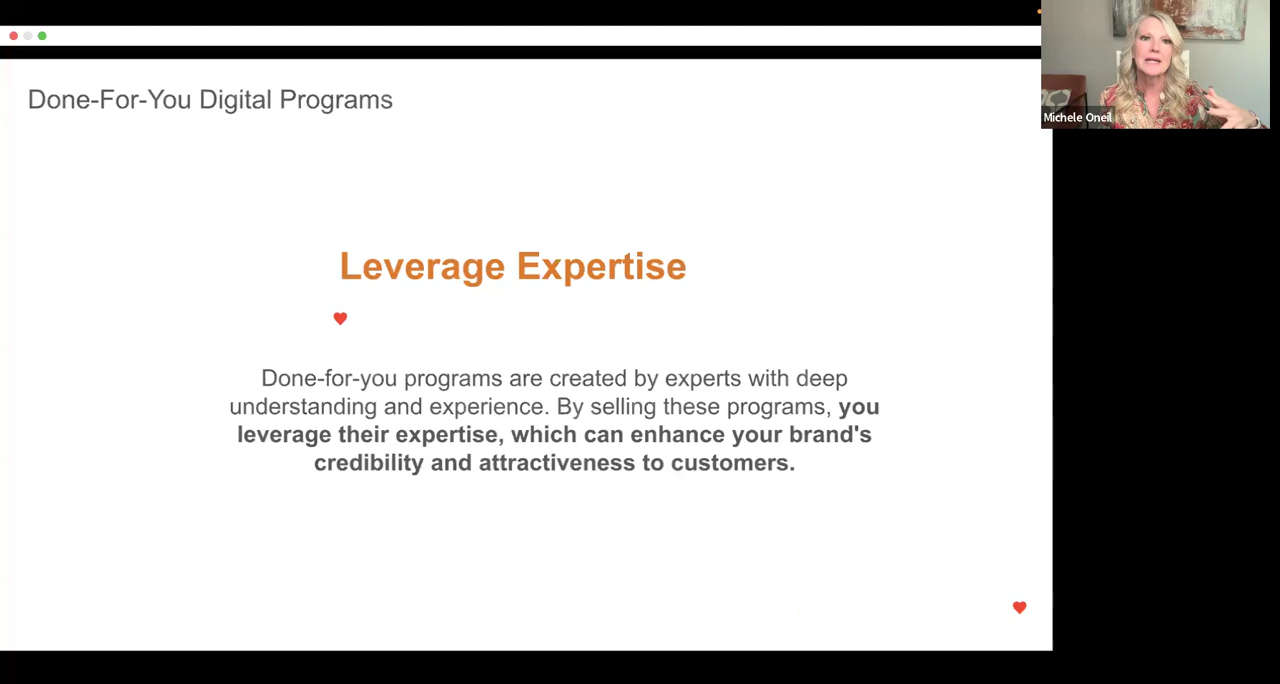 Done-For-You Digital Programs
Michele Oneil
Leverage Expertise
Done-for-you programs are created by experts with deep
understanding and experience. By selling these programs, you
leverage their expertise, which can enhance your brand's
credibility and attractiveness to customers.